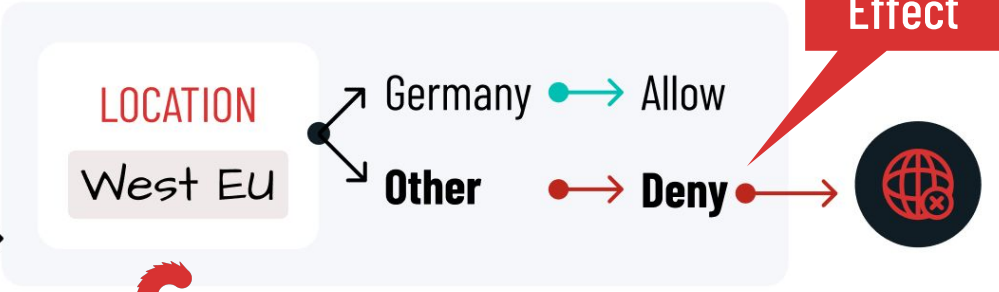 Effect
LOCATION
West EU
Germany
Allow
Other
Deny